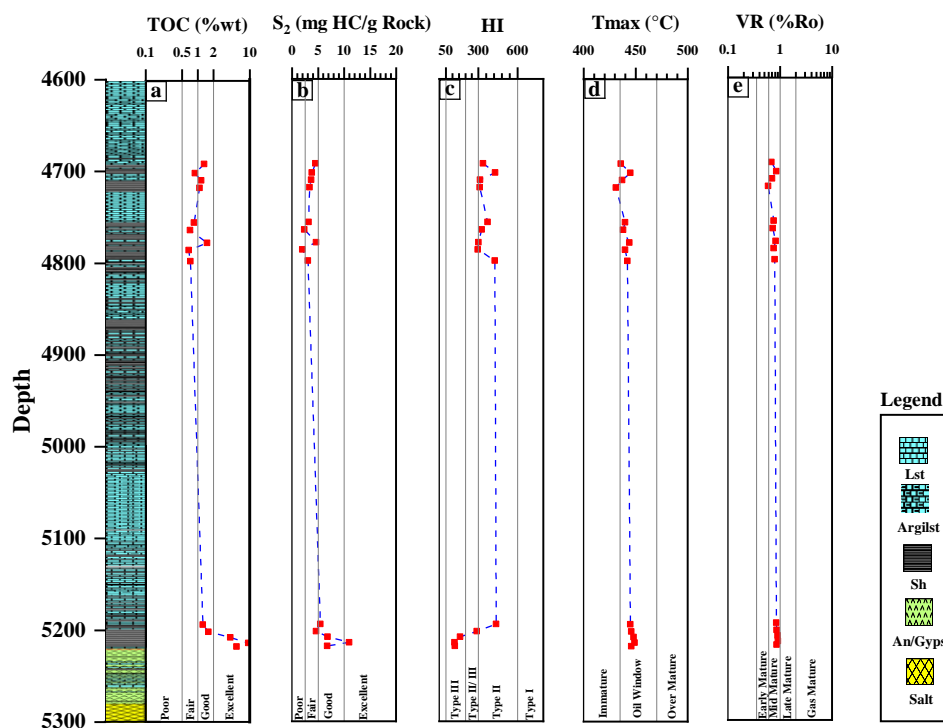 TOC (%wt) S₂ (mg HC/g Rock) HI Tmax (°C) VR (%Ro)
0.1 0.5 1 2 10 0 5 10 15 20 50 300 600 400 450 500 0.1 1 10
a b c d e
Depth
4600
4700
4800
4900
5000
5100
5200
5300
Poor Fair Good Excellent
Poor Fair Good Excellent
Type III Type II/ III Type II Type I
Immature Oil Window Over Mature
Early Mature Mid Mature Late Mature Gas Mature
Legend
Lst
Argilst
Sh
An/Gyps
Salt